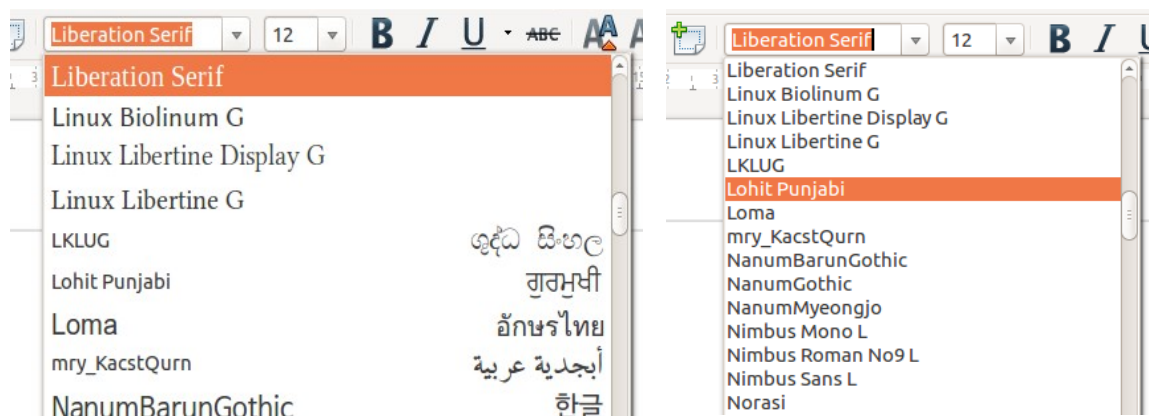 Liberation Serif 12 B I U ABC A A
Liberation Serif
Linux Biolinum G
Linux Libertine Display G
Linux Libertine G
LKLUG ශුද්ධ සිංහල
Lohit Punjabi ਗੁਰਮੁਖੀ
Loma อักษรไทย
mry_KacstQurn أبجدية عربية
NanumBarunGothic 한글
Liberation Serif 12 B I U
Liberation Serif
Linux Biolinum G
Linux Libertine Display G
Linux Libertine G
LKLUG
Lohit Punjabi
Loma
mry_KacstQurn
NanumBarunGothic
NanumGothic
NanumMyeongjo
Nimbus Mono L
Nimbus Roman No9 L
Nimbus Sans L
Norasi